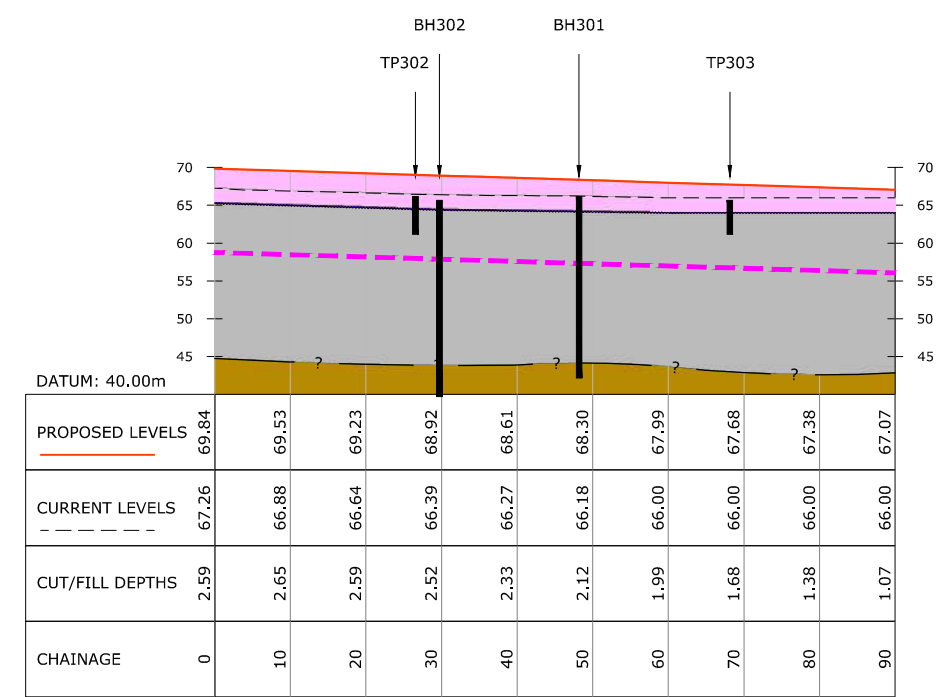 BH302 BH301
TP302 TP303
70 70
65 65
60 60
55 55
50 50
45 45
? ? ? ?
DATUM: 40.00m
PROPOSED LEVELS 69.84 69.53 69.23 68.92 68.61 68.30 67.99 67.68 67.38 67.07
CURRENT LEVELS 67.26 66.88 66.64 66.39 66.27 66.18 66.00 66.00 66.00 66.00
CUT/FILL DEPTHS 2.59 2.65 2.59 2.52 2.33 2.12 1.99 1.68 1.38 1.07
CHAINAGE 0 10 20 30 40 50 60 70 80 90